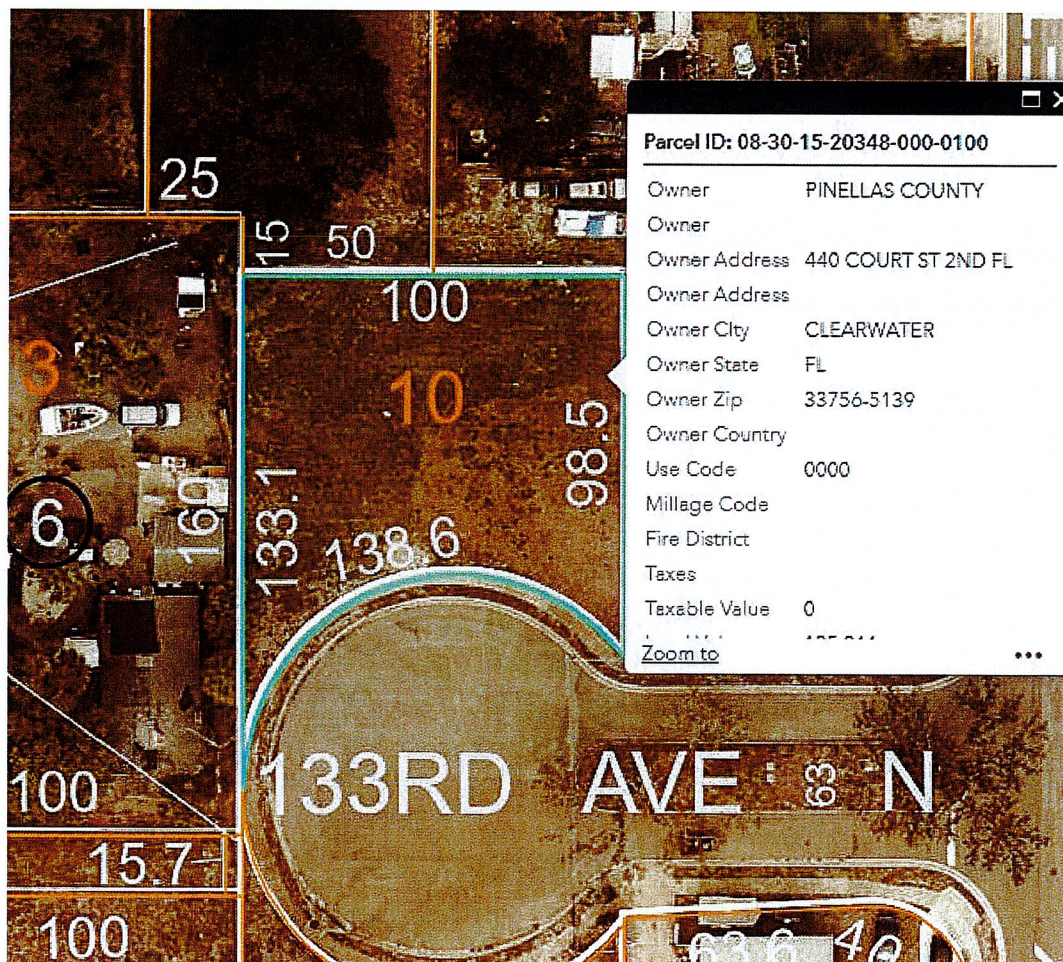 25
15
50
100
10
3
98.5
133.1
160
138.6
6
133RD AVE N
63
100
15.7
100
63.6
40
Parcel ID: 08-30-15-20348-000-0100
Owner PINELLAS COUNTY
Owner
Owner Address 440 COURT ST 2ND FL
Owner Address
Owner City CLEARWATER
Owner State FL
Owner Zip 33756-5139
Owner Country
Use Code 0000
Millage Code
Fire District
Taxes
Taxable Value 0
Zoom to